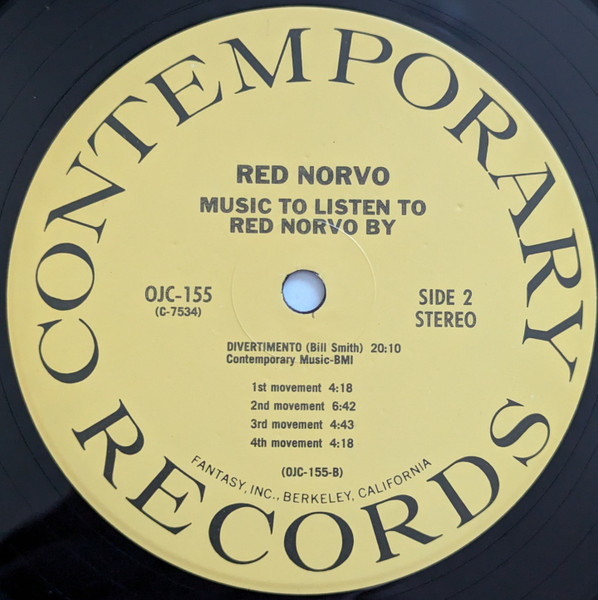 CONTEMPORARY
RED NORVO
MUSIC TO LISTEN TO
RED NORVO BY
OJC-155
(C-7534)
SIDE 2
STEREO
DIVERTIMENTO (Bill Smith) 20:10
Contemporary Music-BMI
1st movement 4:18
2nd movement 6:42
3rd movement 4:43
4th movement 4:18
(OJC-155-B)
FANTASY, INC., BERKELEY, CALIFORNIA
RECORDS